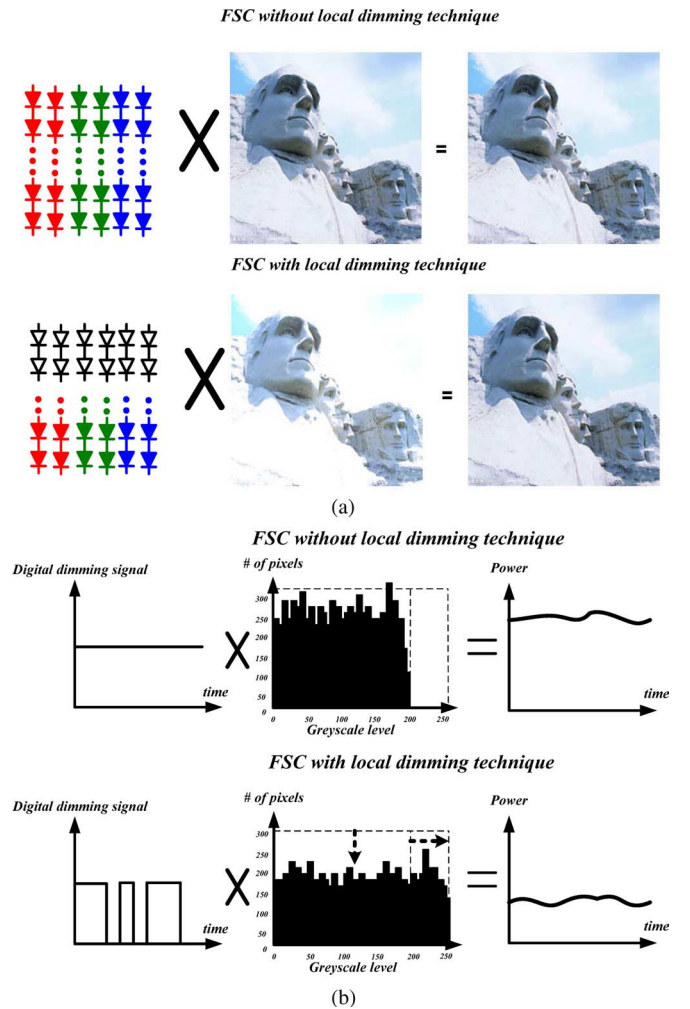 FSC without local dimming technique
X
=
FSC with local dimming technique
X
=
(a)
FSC without local dimming technique
Digital dimming signal
# of pixels
Power
300
250
200
150
100
50
0
0 50 100 150 200 250
Greyscale level
time
X
=
time
FSC with local dimming technique
Digital dimming signal
# of pixels
Power
300
250
200
150
100
50
0
0 50 100 150 200 250
Greyscale level
time
X
=
time
(b)